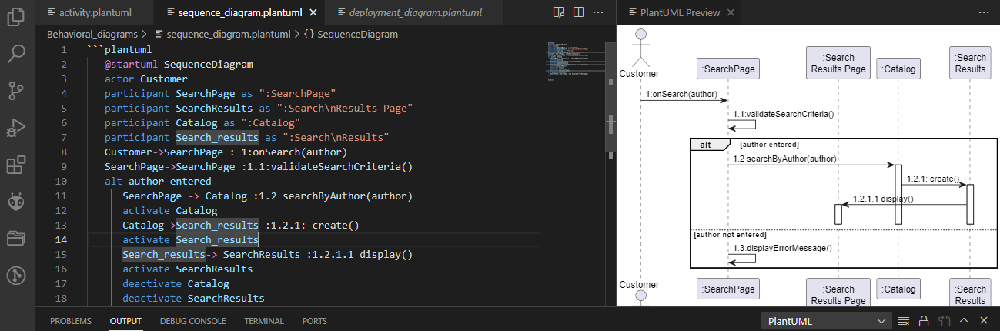 activity.plantuml
sequence_diagram.plantuml
deployment_diagram.plantuml
Behavioral_diagrams > sequence_diagram.plantuml > {} SequenceDiagram
1 ```plantuml
2 @startuml SequenceDiagram
3 actor Customer
4 participant SearchPage as ":SearchPage"
5 participant SearchResults as ":Search\nResults Page"
6 participant Catalog as ":Catalog"
7 participant Search_results as ":Search\nResults"
8 Customer->SearchPage : 1:onSearch(author)
9 SearchPage->SearchPage :1.1:validateSearchCriteria()
10 alt author entered
11 SearchPage -> Catalog :1.2 searchByAuthor(author)
12 activate Catalog
13 Catalog->Search_results :1.2.1: create()
14 activate Search_results
15 Search_results-> SearchResults :1.2.1.1 display()
16 activate SearchResults
17 deactivate Catalog
18 deactivate SearchResults
PlantUML Preview
Customer
:SearchPage
:Search
Results Page
:Catalog
:Search
Results
1:onSearch(author)
1.1:validateSearchCriteria()
alt [author entered]
1.2 searchByAuthor(author)
1.2.1: create()
1.2.1.1 display()
[author not entered]
1.3.displayErrorMessage()
Customer
:SearchPage
:Search
Results Page
:Catalog
:Search
Results
PROBLEMS
OUTPUT
DEBUG CONSOLE
TERMINAL
PORTS
PlantUML